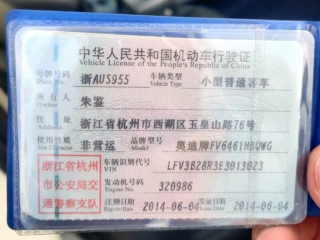 中华人民共和国机动车行驶证
Vehicle License of the People's Republic of China
号牌号码 浙AUS955 车辆类型 小型普通客车
Plate No. Vehicle Type
所有人 朱鉴
Owner
住址 浙江省杭州市西湖区玉皇山路76号
Address
使用性质 非营运 品牌型号 奥迪牌FV6461HBQWG
Use Character Model
浙江省杭州市公安局交通警察支队
车辆识别代号 LFV3B28R3E3013023
VIN
发动机号码 320986
Engine No.
注册日期 2014-06-04 发证日期 2014-06-04
Register Date Issue Date